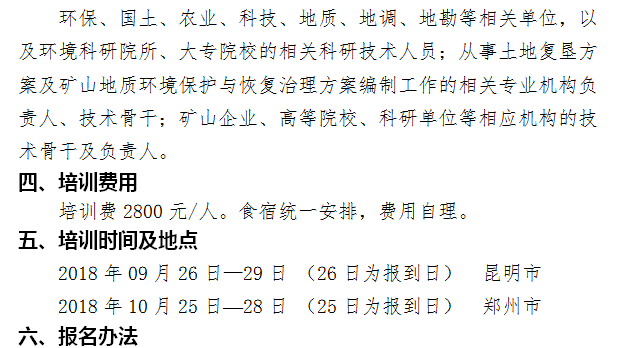 环保、国土、农业、科技、地质、地调、地勘等相关单位，以
及环境科研院所、大专院校的相关科研技术人员；从事土地复垦方
案及矿山地质环境保护与恢复治理方案编制工作的相关专业机构负
责人、技术骨干；矿山企业、高等院校、科研单位等相应机构的技
术骨干及负责人。
四、培训费用
培训费 2800 元/人。食宿统一安排，费用自理。
五、培训时间及地点
2018 年 09 月 26 日—29 日 （26 日为报到日） 昆明市
2018 年 10 月 25 日—28 日 （25 日为报到日） 郑州市
六、报名办法